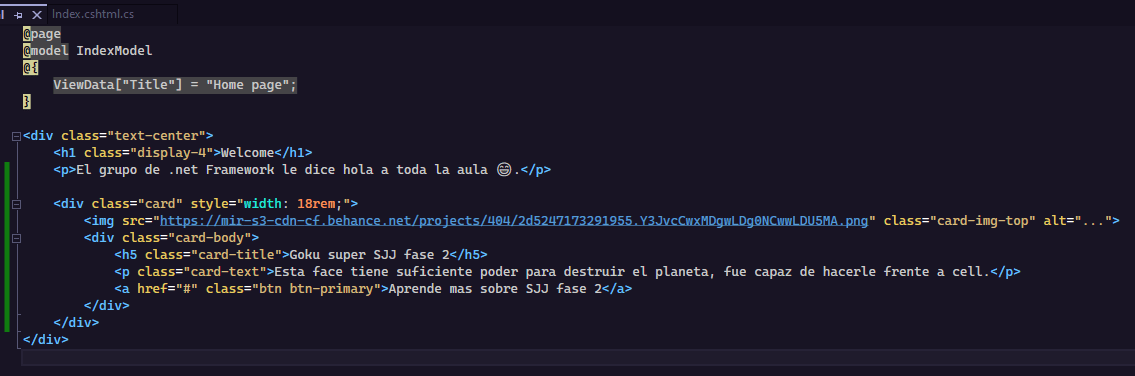 Index.cshtml.cs
@page
@model IndexModel
@{
ViewData["Title"] = "Home page";
}
<div class="text-center">
<h1 class="display-4">Welcome</h1>
<p>El grupo de .net Framework le dice hola a toda la aula 😄.</p>
<div class="card" style="width: 18rem;">
<img src="https://mir-s3-cdn-cf.behance.net/projects/404/2d5247173291955.Y3JvcCwxMDgwLDg0NCwwLDU5MA.png" class="card-img-top" alt="...">
<div class="card-body">
<h5 class="card-title">Goku super SJJ fase 2</h5>
<p class="card-text">Esta face tiene suficiente poder para destruir el planeta, fue capaz de hacerle frente a cell.</p>
<a href="#" class="btn btn-primary">Aprende mas sobre SJJ fase 2</a>
</div>
</div>
</div>